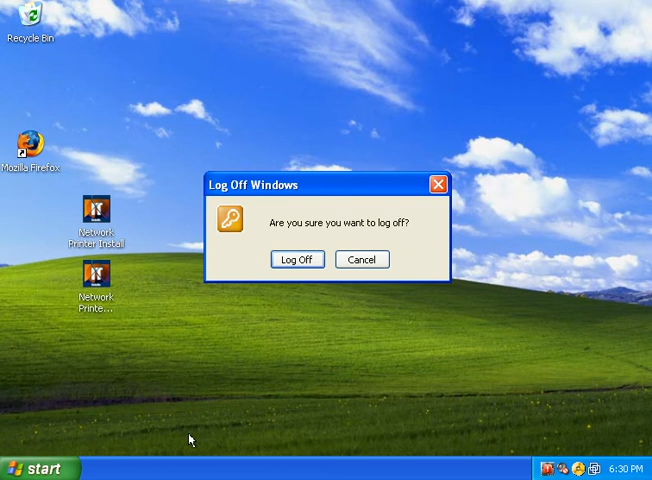 Recycle Bin
Mozilla Firefox
Network
Printer Install
Network
Printe...
Log Off Windows
Are you sure you want to log off?
Log Off
Cancel
start
6:30 PM